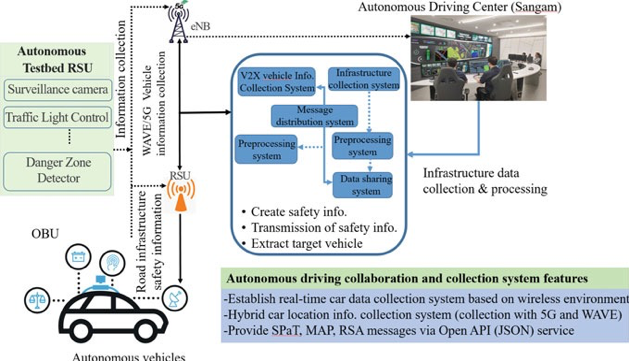 Autonomous
Testbed RSU
Surveillance camera
Traffic Light Control
Danger Zone
Detector
Information collection
WAVE/5G Vehicle
information collection
5G
eNB
Autonomous Driving Center (Sangam)
V2X vehicle Info.
Collection System
Infrastructure
collection system
Message
distribution system
Preprocessing
system
Preprocessing
system
Data sharing
system
• Create safety info.
• Transmission of safety info.
• Extract target vehicle
Infrastructure data
collection & processing
RSU
Road infrastructure
safety information
OBU
Autonomous vehicles
Autonomous driving collaboration and collection system features
-Establish real-time car data collection system based on wireless environment
-Hybrid car location info. collection system (collection with 5G and WAVE)
-Provide SPaT, MAP, RSA messages via Open API (JSON) service